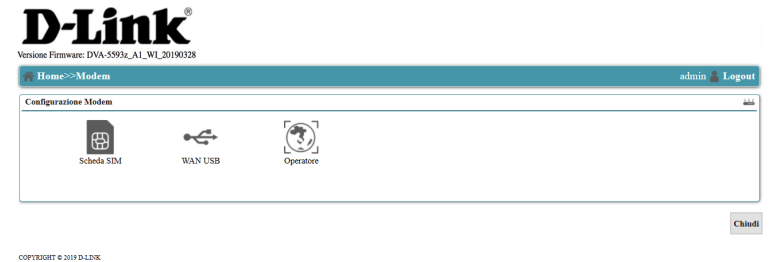 D-Link®
Versione Firmware: DVA-5593z_A1_WI_20190328
Home>>Modem admin Logout
Configurazione Modem
Scheda SIM WAN USB Operatore
Chiudi
COPYRIGHT © 2019 D-LINK